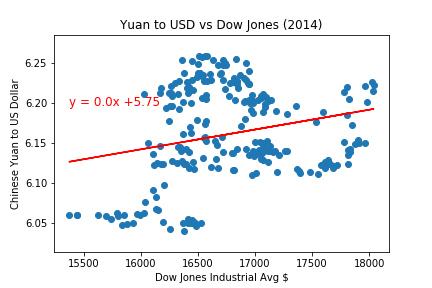 Yuan to USD vs Dow Jones (2014)
y = 0.0x +5.75
Chinese Yuan to US Dollar
6.25
6.20
6.15
6.10
6.05
15500 16000 16500 17000 17500 18000
Dow Jones Industrial Avg $